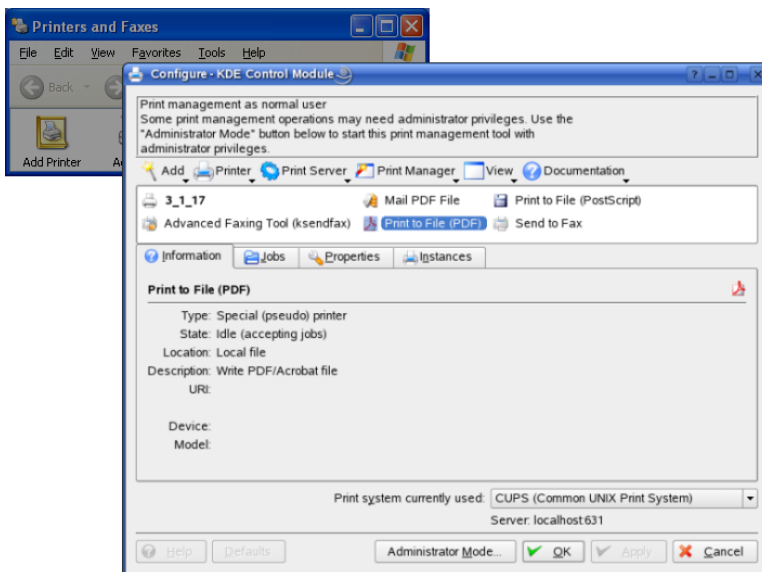 Printers and Faxes
File Edit View Favorites Tools Help
Back
Add Printer
Configure - KDE Control Module
Print management as normal user
Some print management operations may need administrator privileges. Use the
"Administrator Mode" button below to start this print management tool with
administrator privileges.
Add Printer Print Server Print Manager View Documentation
3_1_17 Mail PDF File Print to File (PostScript)
Advanced Faxing Tool (ksendfax) Print to File (PDF) Send to Fax
Information Jobs Properties Instances
Print to File (PDF)
Type: Special (pseudo) printer
State: Idle (accepting jobs)
Location: Local file
Description: Write PDF/Acrobat file
URI:
Device:
Model:
Print system currently used: CUPS (Common UNIX Print System)
Server: localhost:631
Help Defaults Administrator Mode... OK Apply Cancel